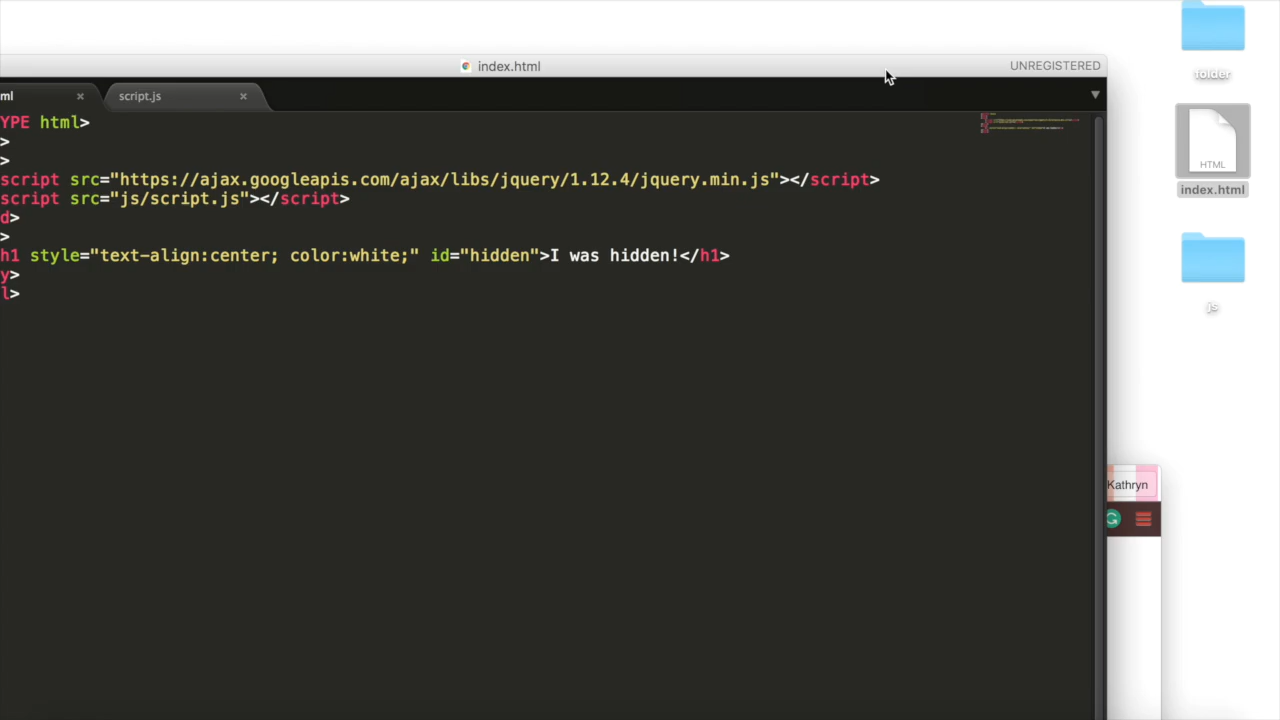 index.html
UNREGISTERED
ml
script.js
YPE html>
>
>
script src="https://ajax.googleapis.com/ajax/libs/jquery/1.12.4/jquery.min.js"></script>
script src="js/script.js"></script>
d>
>
h1 style="text-align:center; color:white;" id="hidden">I was hidden!</h1>
y>
l>
folder
HTML
index.html
js
Kathryn